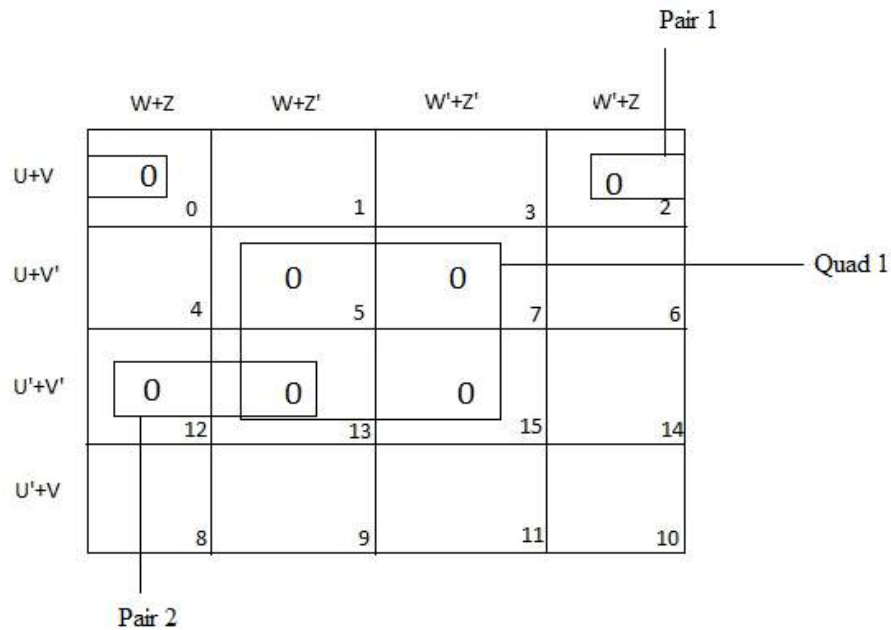 Pair 1
W+Z W+Z' W'+Z' W'+Z
U+V 0 0
0 1 3 2
Quad 1
U+V' 0 0
4 5 7 6
U'+V' 0 0 0
12 13 15 14
U'+V
8 9 11 10
Pair 2